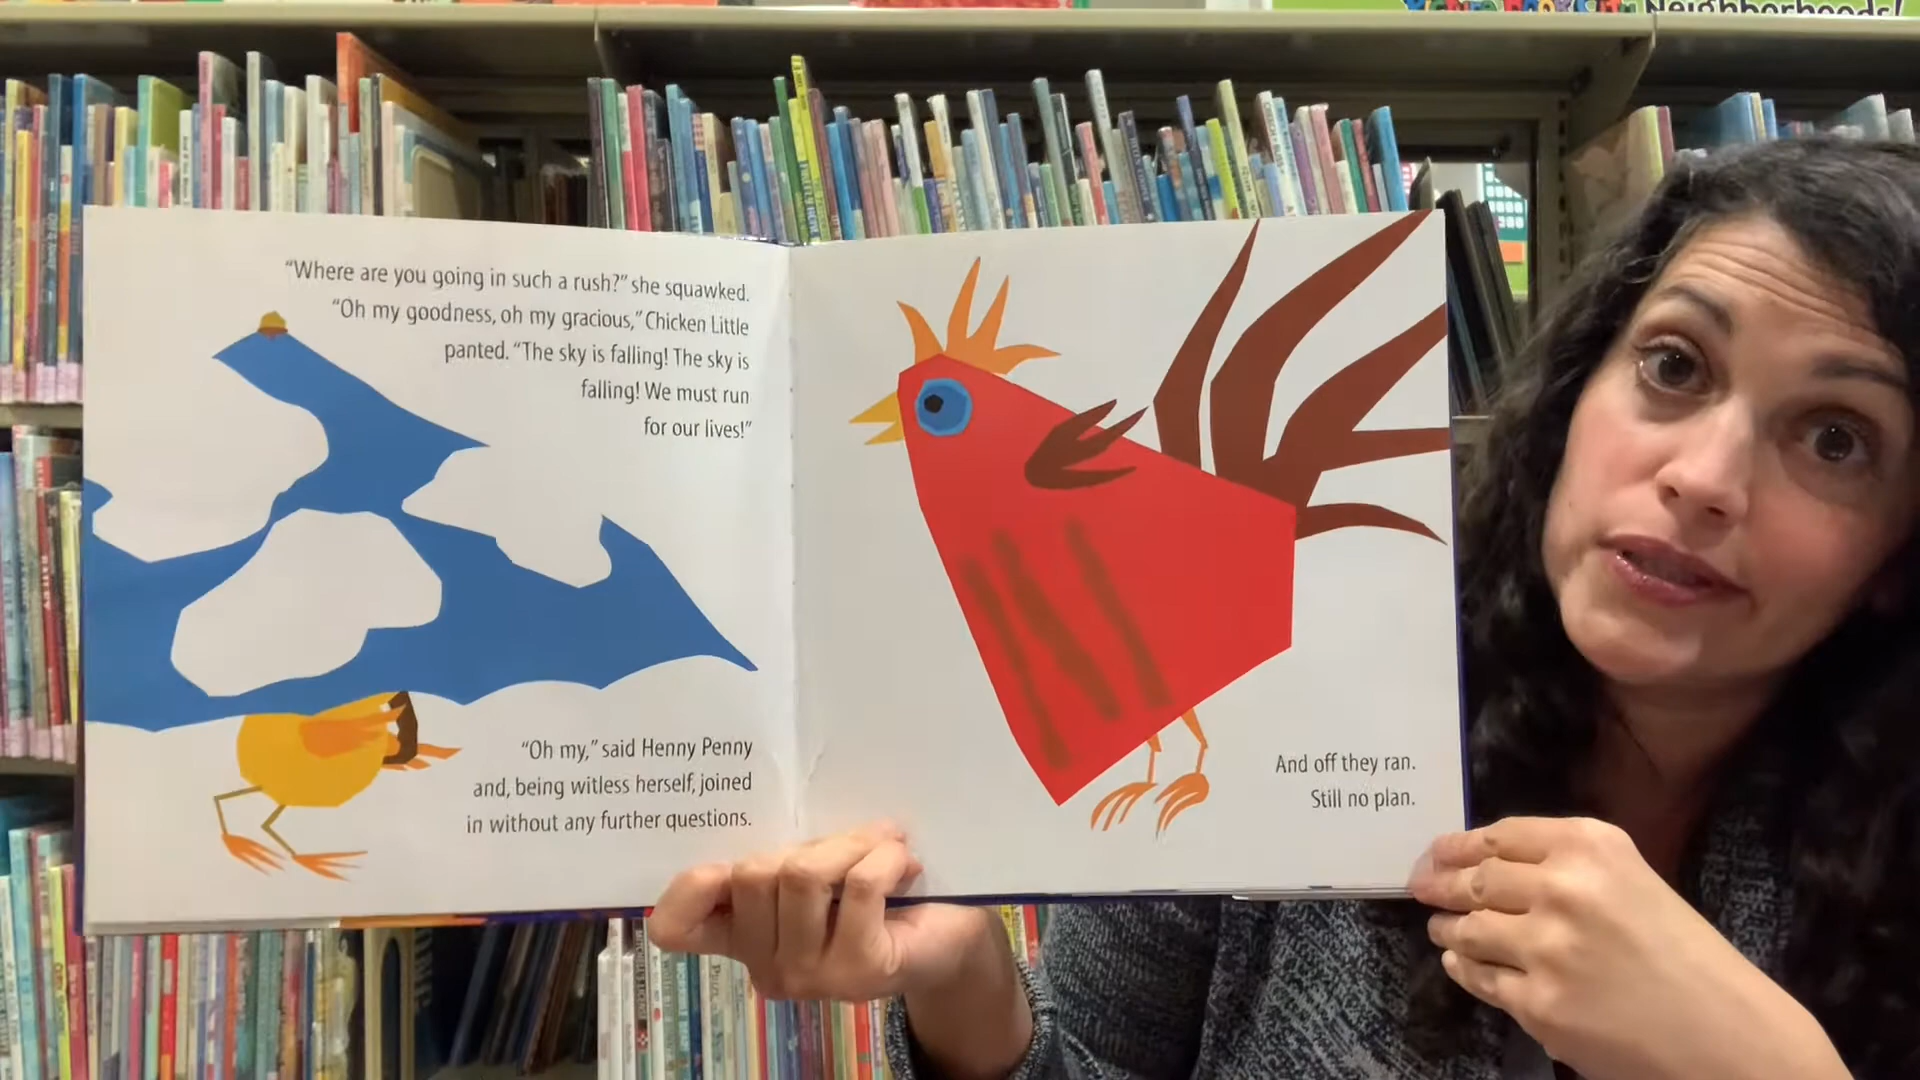 Neighborhoods!
“Where are you going in such a rush?” she squawked.
“Oh my goodness, oh my gracious,” Chicken Little
panted. “The sky is falling! The sky is
falling! We must run
for our lives!”
“Oh my,” said Henny Penny
and, being witless herself, joined
in without any further questions.
And off they ran.
Still no plan.